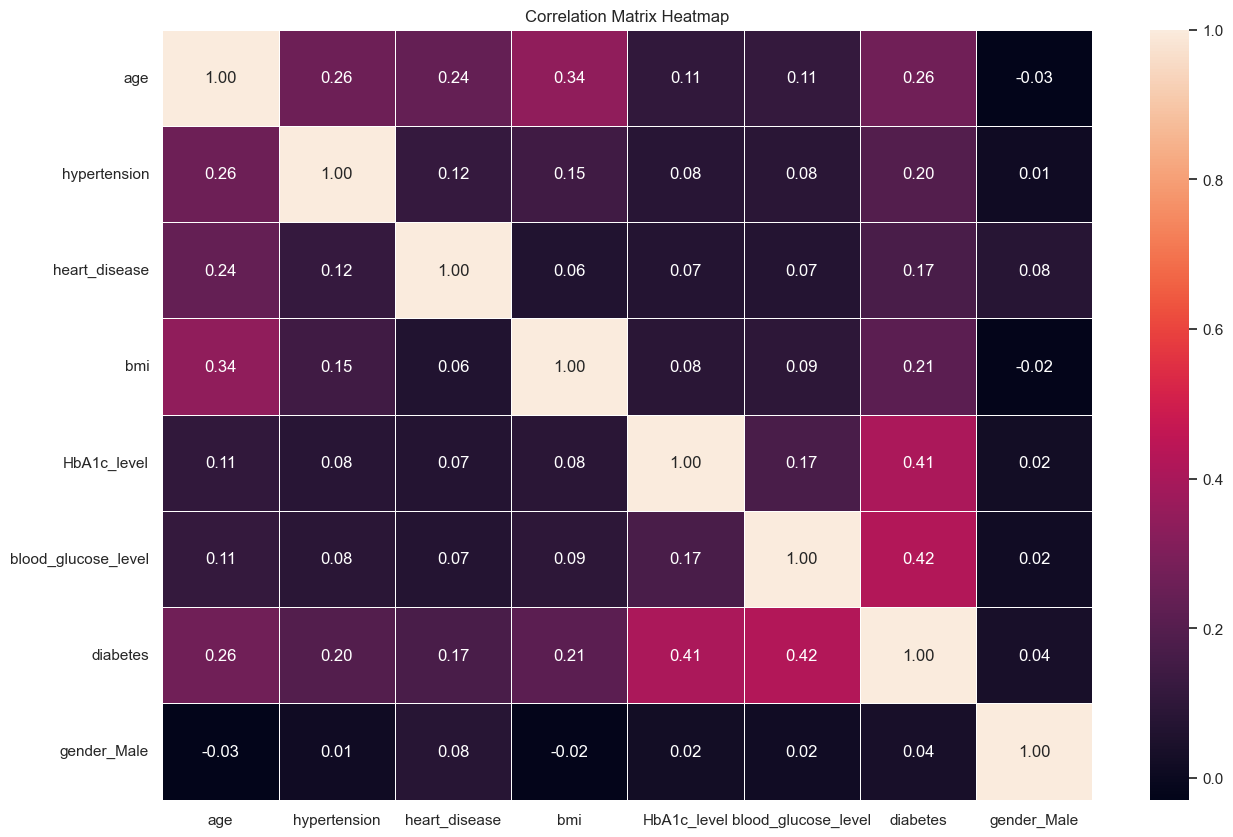 Correlation Matrix Heatmap
age 1.00 0.26 0.24 0.34 0.11 0.11 0.26 -0.03
hypertension 0.26 1.00 0.12 0.15 0.08 0.08 0.20 0.01
heart_disease 0.24 0.12 1.00 0.06 0.07 0.07 0.17 0.08
bmi 0.34 0.15 0.06 1.00 0.08 0.09 0.21 -0.02
HbA1c_level 0.11 0.08 0.07 0.08 1.00 0.17 0.41 0.02
blood_glucose_level 0.11 0.08 0.07 0.09 0.17 1.00 0.42 0.02
diabetes 0.26 0.20 0.17 0.21 0.41 0.42 1.00 0.04
gender_Male -0.03 0.01 0.08 -0.02 0.02 0.02 0.04 1.00
age hypertension heart_disease bmi HbA1c_level blood_glucose_level diabetes gender_Male
1.0
0.8
0.6
0.4
0.2
0.0